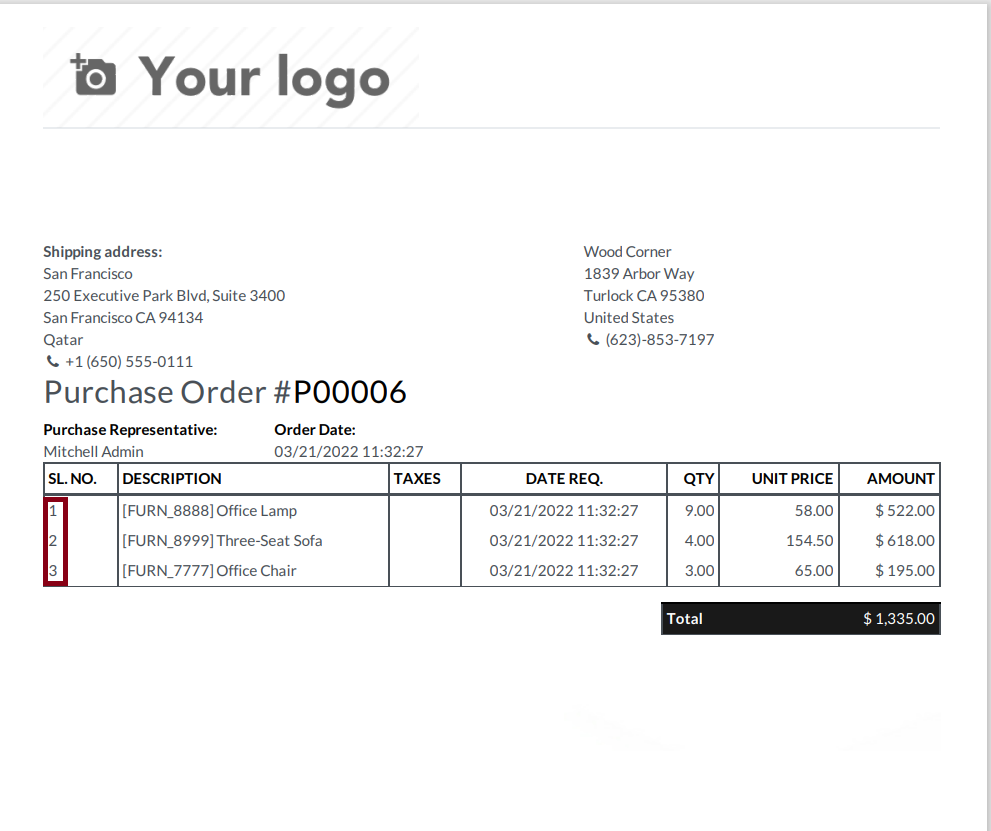 Your logo
Shipping address:
San Francisco
250 Executive Park Blvd, Suite 3400
San Francisco CA 94134
Qatar
+1 (650) 555-0111
Wood Corner
1839 Arbor Way
Turlock CA 95380
United States
(623)-853-7197
Purchase Order #P00006
Purchase Representative: Order Date:
Mitchell Admin 03/21/2022 11:32:27
SL. NO. DESCRIPTION TAXES DATE REQ. QTY UNIT PRICE AMOUNT
1 [FURN_8888] Office Lamp 03/21/2022 11:32:27 9.00 58.00 $ 522.00
2 [FURN_8999] Three-Seat Sofa 03/21/2022 11:32:27 4.00 154.50 $ 618.00
3 [FURN_7777] Office Chair 03/21/2022 11:32:27 3.00 65.00 $ 195.00
Total $ 1,335.00